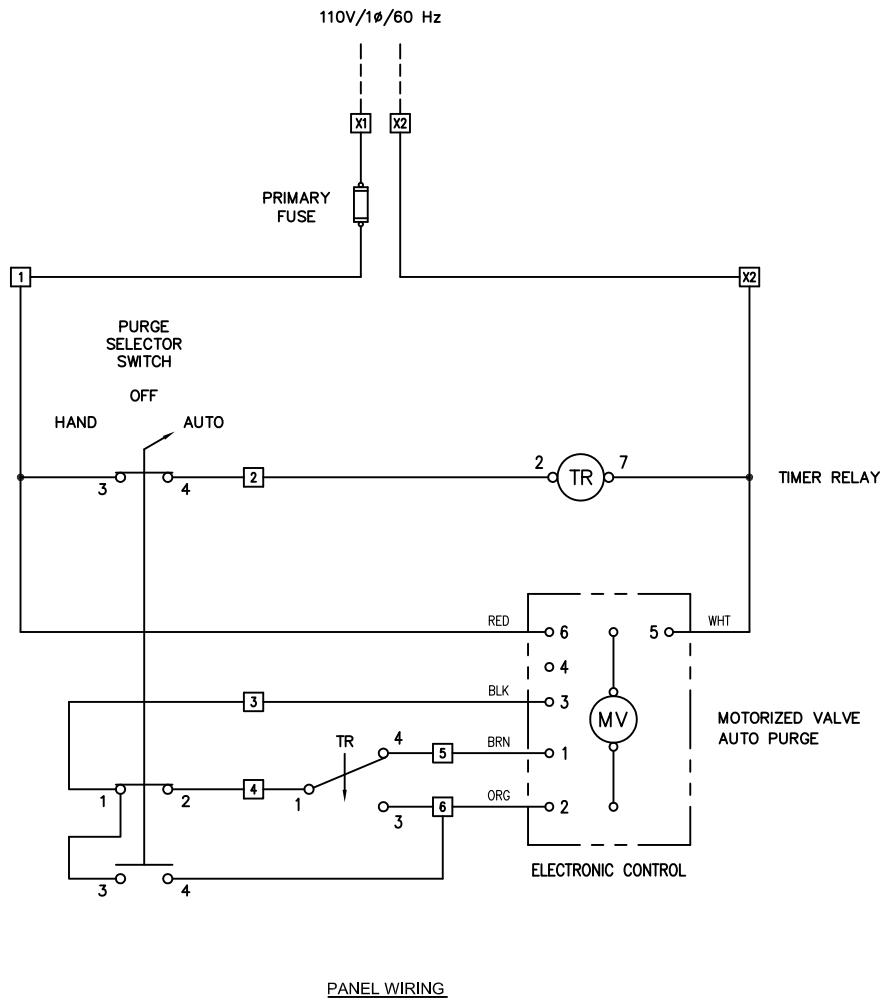 110V/1ø/60 Hz
X1
X2
PRIMARY
FUSE
1
X2
PURGE
SELECTOR
SWITCH
OFF
HAND
AUTO
3
4
2
2
TR
7
TIMER RELAY
RED
6
5
WHT
4
3
BLK
3
MV
MOTORIZED VALVE
AUTO PURGE
TR
4
5
BRN
1
1
2
4
1
3
6
ORG
2
ELECTRONIC CONTROL
3
4
PANEL WIRING